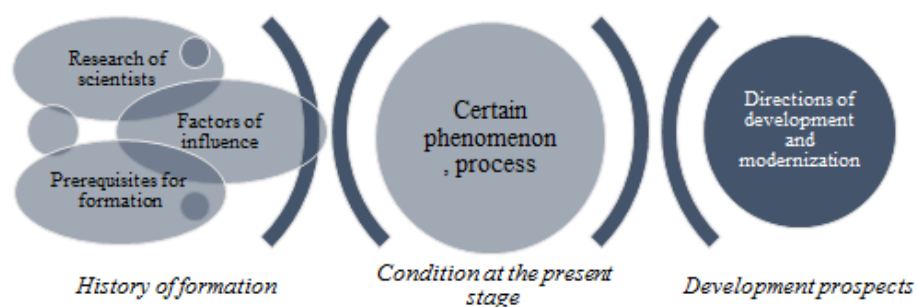 Research of
scientists
Factors of
influence
Prerequisites for
formation
Certain
phenomenon
, process
Directions of
development
and
modernization
History of formation
Condition at the present
stage
Development prospects